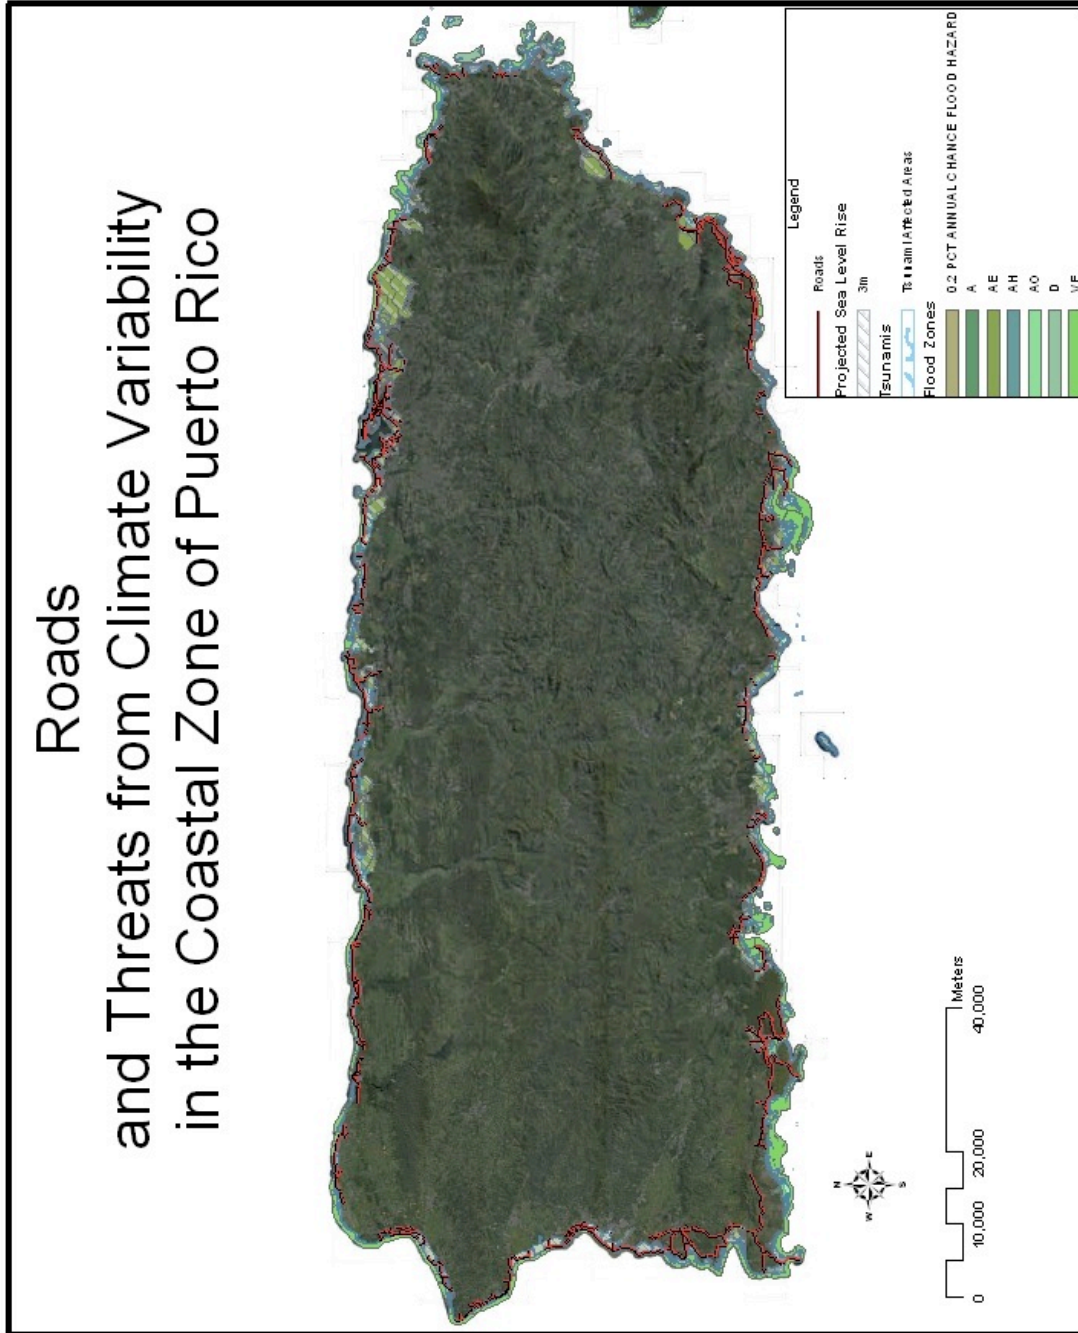 Roads
and Threats from Climate Variability
in the Coastal Zone of Puerto Rico
Legend
Roads
Projected Sea Level Rise
3m
Tsunamis
Tsunami Affected Areas
Flood Zones
0.2 PCT ANNUAL CHANCE FLOOD HAZARD
A
AE
AH
AO
D
VE
N
W
E
S
Meters
0
10,000
20,000
40,000